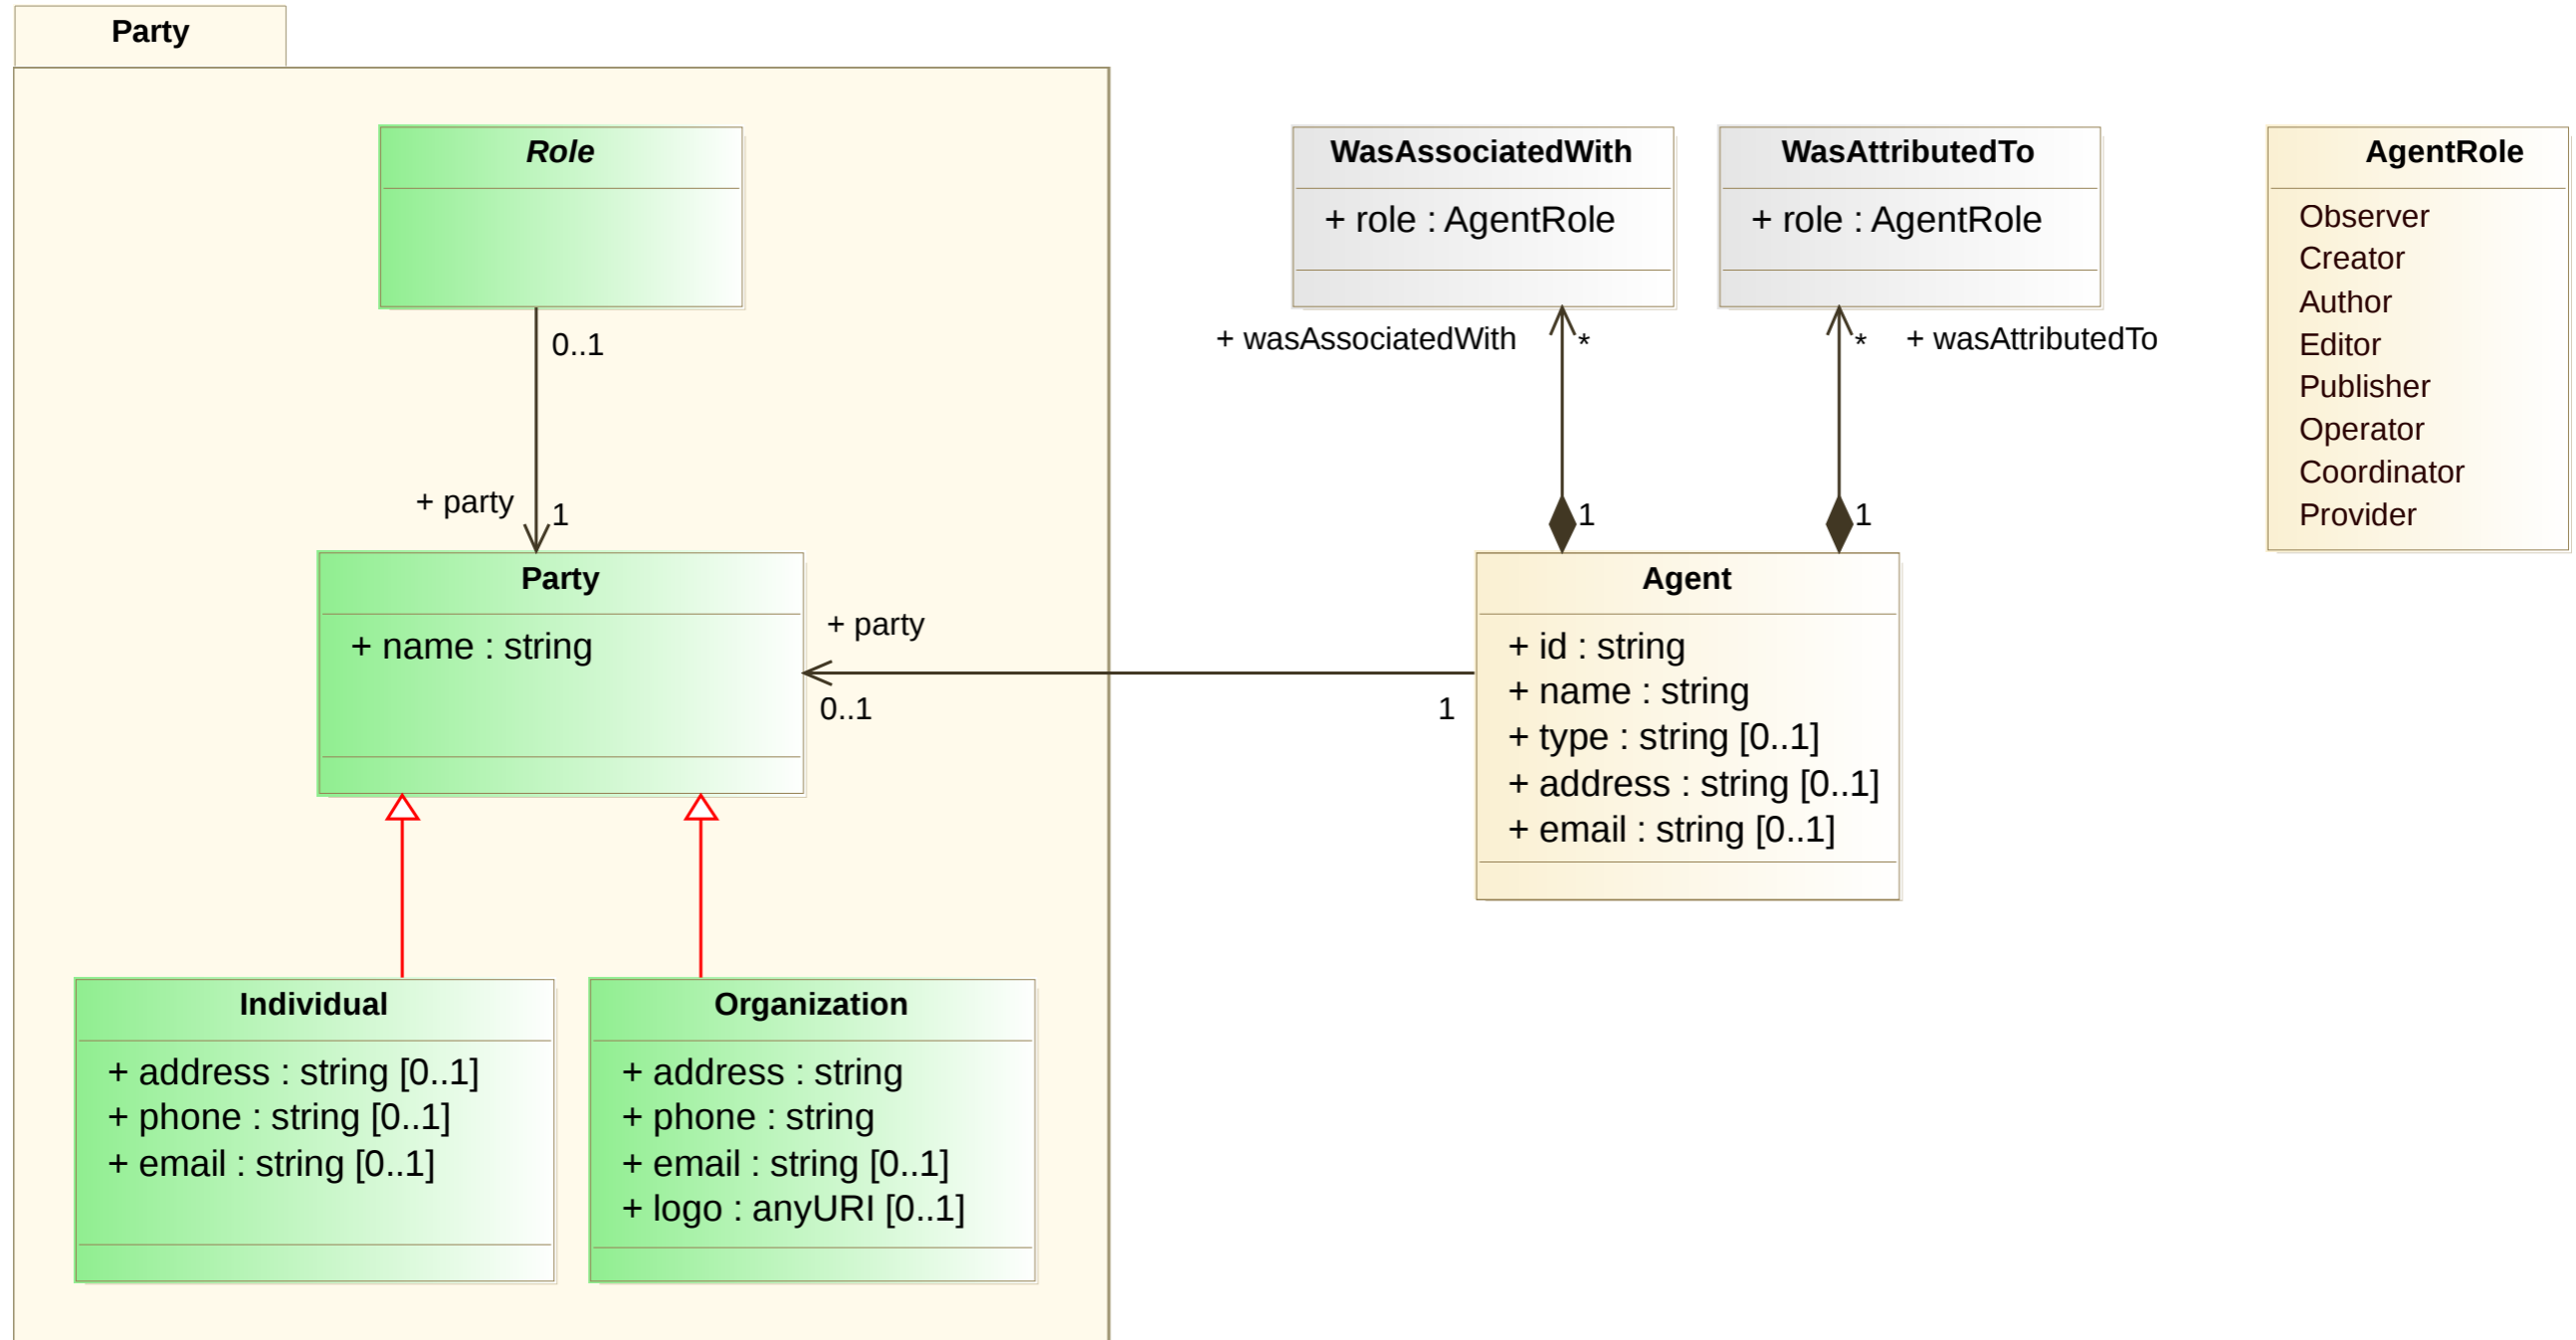 Party
Role
0..1
+ party
1
Party
+ name : string
+ party
0..1
1
Individual
+ address : string [0..1]
+ phone : string [0..1]
+ email : string [0..1]
Organization
+ address : string
+ phone : string
+ email : string [0..1]
+ logo : anyURI [0..1]
WasAssociatedWith
+ role : AgentRole
+ wasAssociatedWith
*
1
WasAttributedTo
+ role : AgentRole
*
+ wasAttributedTo
1
Agent
+ id : string
+ name : string
+ type : string [0..1]
+ address : string [0..1]
+ email : string [0..1]
AgentRole
Observer
Creator
Author
Editor
Publisher
Operator
Coordinator
Provider